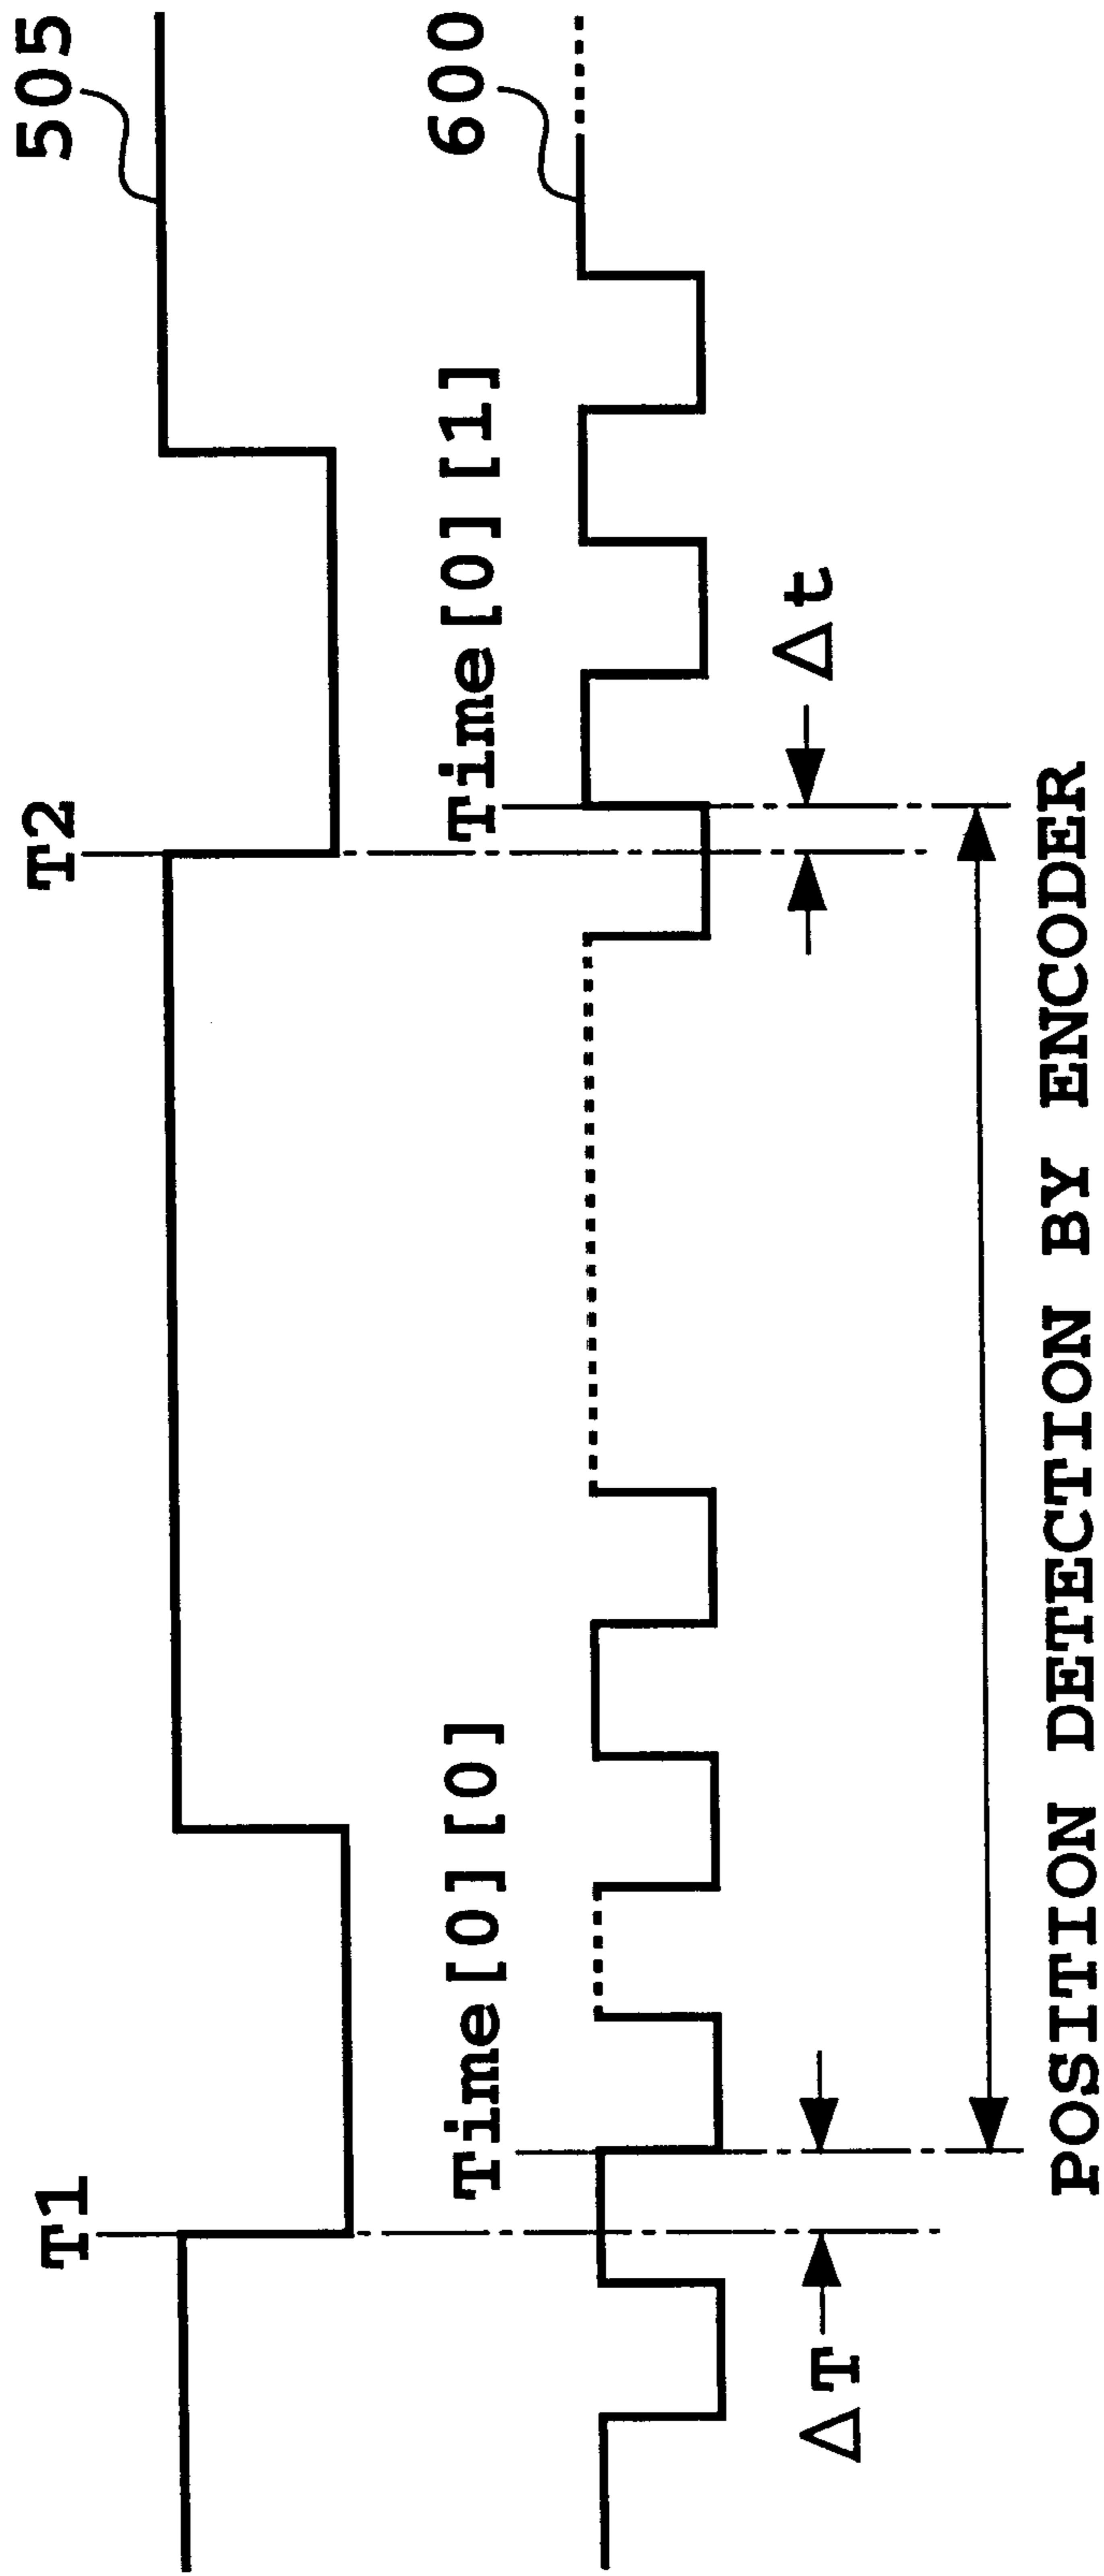 T1
T2
505
Time[0][0]
Time[0][1]
600
ΔT
Δt
POSITION DETECTION BY ENCODER